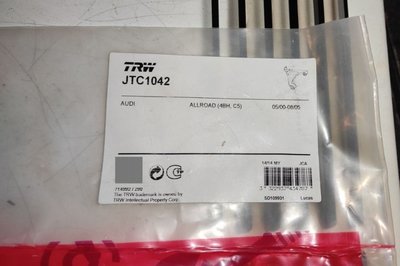 TRW
JTC1042
AUDI ALLROAD (4BH, C5) 05/00-08/05
The TRW trademark is owned by
TRW Intellectual Property Corp.
SO109931 Lucas